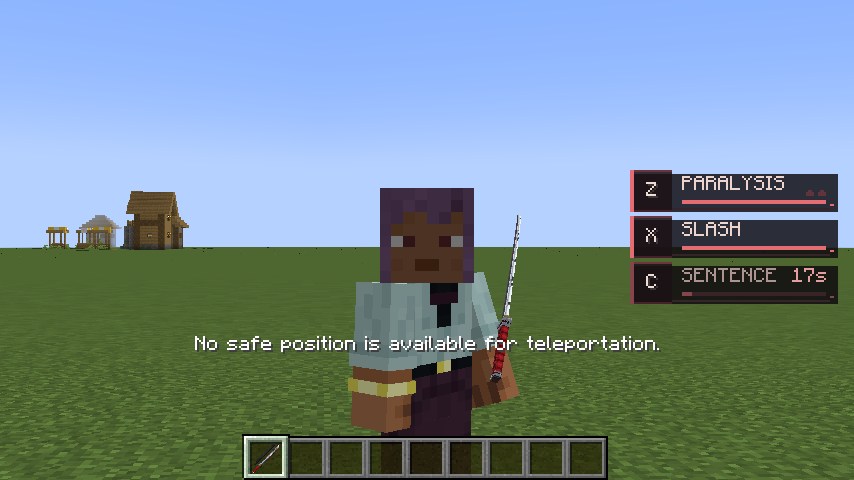 Z PARALYSIS
X SLASH
C SENTENCE 17s
No safe position is available for teleportation.